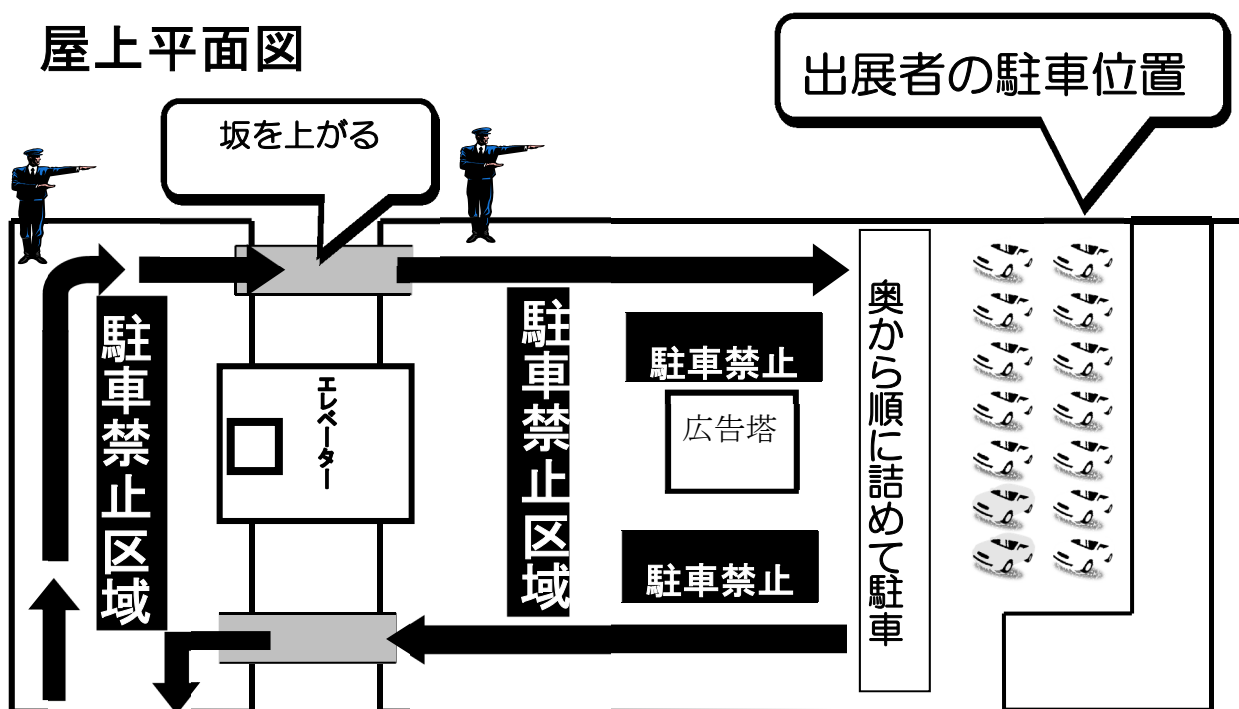 屋上平面図
出展者の駐車位置
坂を上がる
駐車禁止区域
エレベーター
駐車禁止区域
駐車禁止
広告塔
駐車禁止
奥から順に詰めて駐車